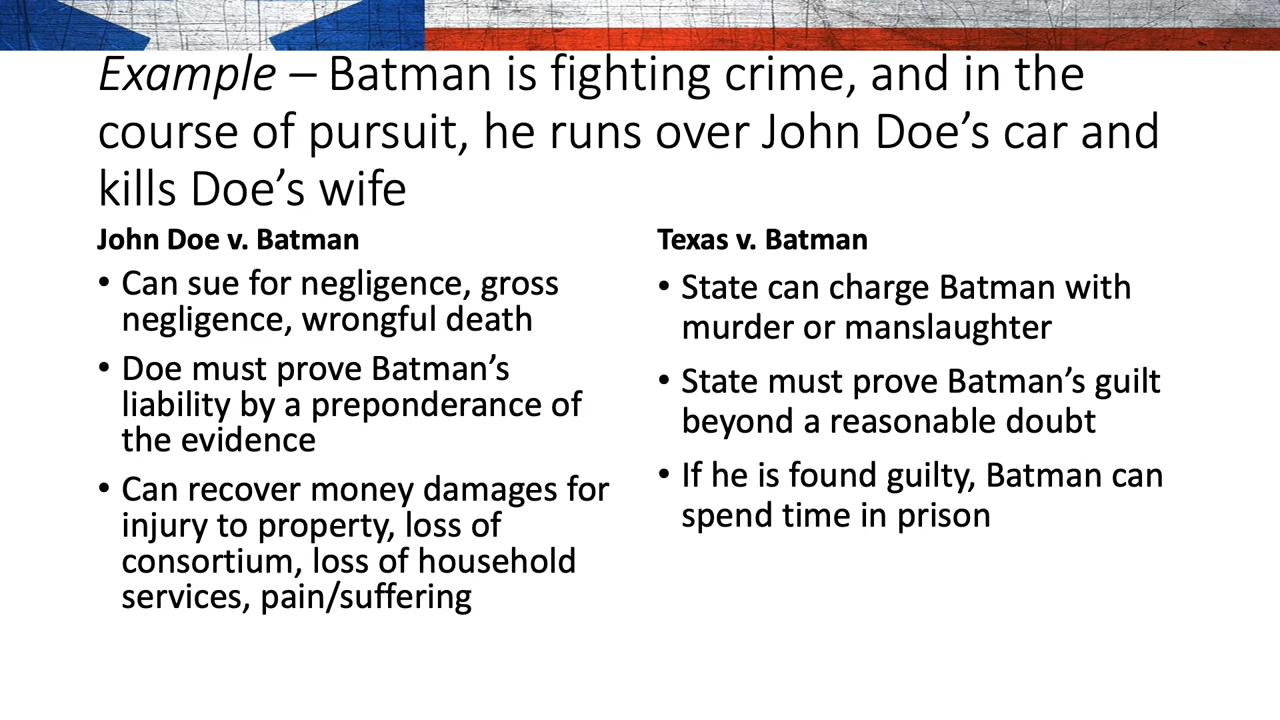 Example – Batman is fighting crime, and in the
course of pursuit, he runs over John Doe’s car and
kills Doe’s wife
John Doe v. Batman
• Can sue for negligence, gross
negligence, wrongful death
• Doe must prove Batman’s
liability by a preponderance of
the evidence
• Can recover money damages for
injury to property, loss of
consortium, loss of household
services, pain/suffering
Texas v. Batman
• State can charge Batman with
murder or manslaughter
• State must prove Batman’s guilt
beyond a reasonable doubt
• If he is found guilty, Batman can
spend time in prison